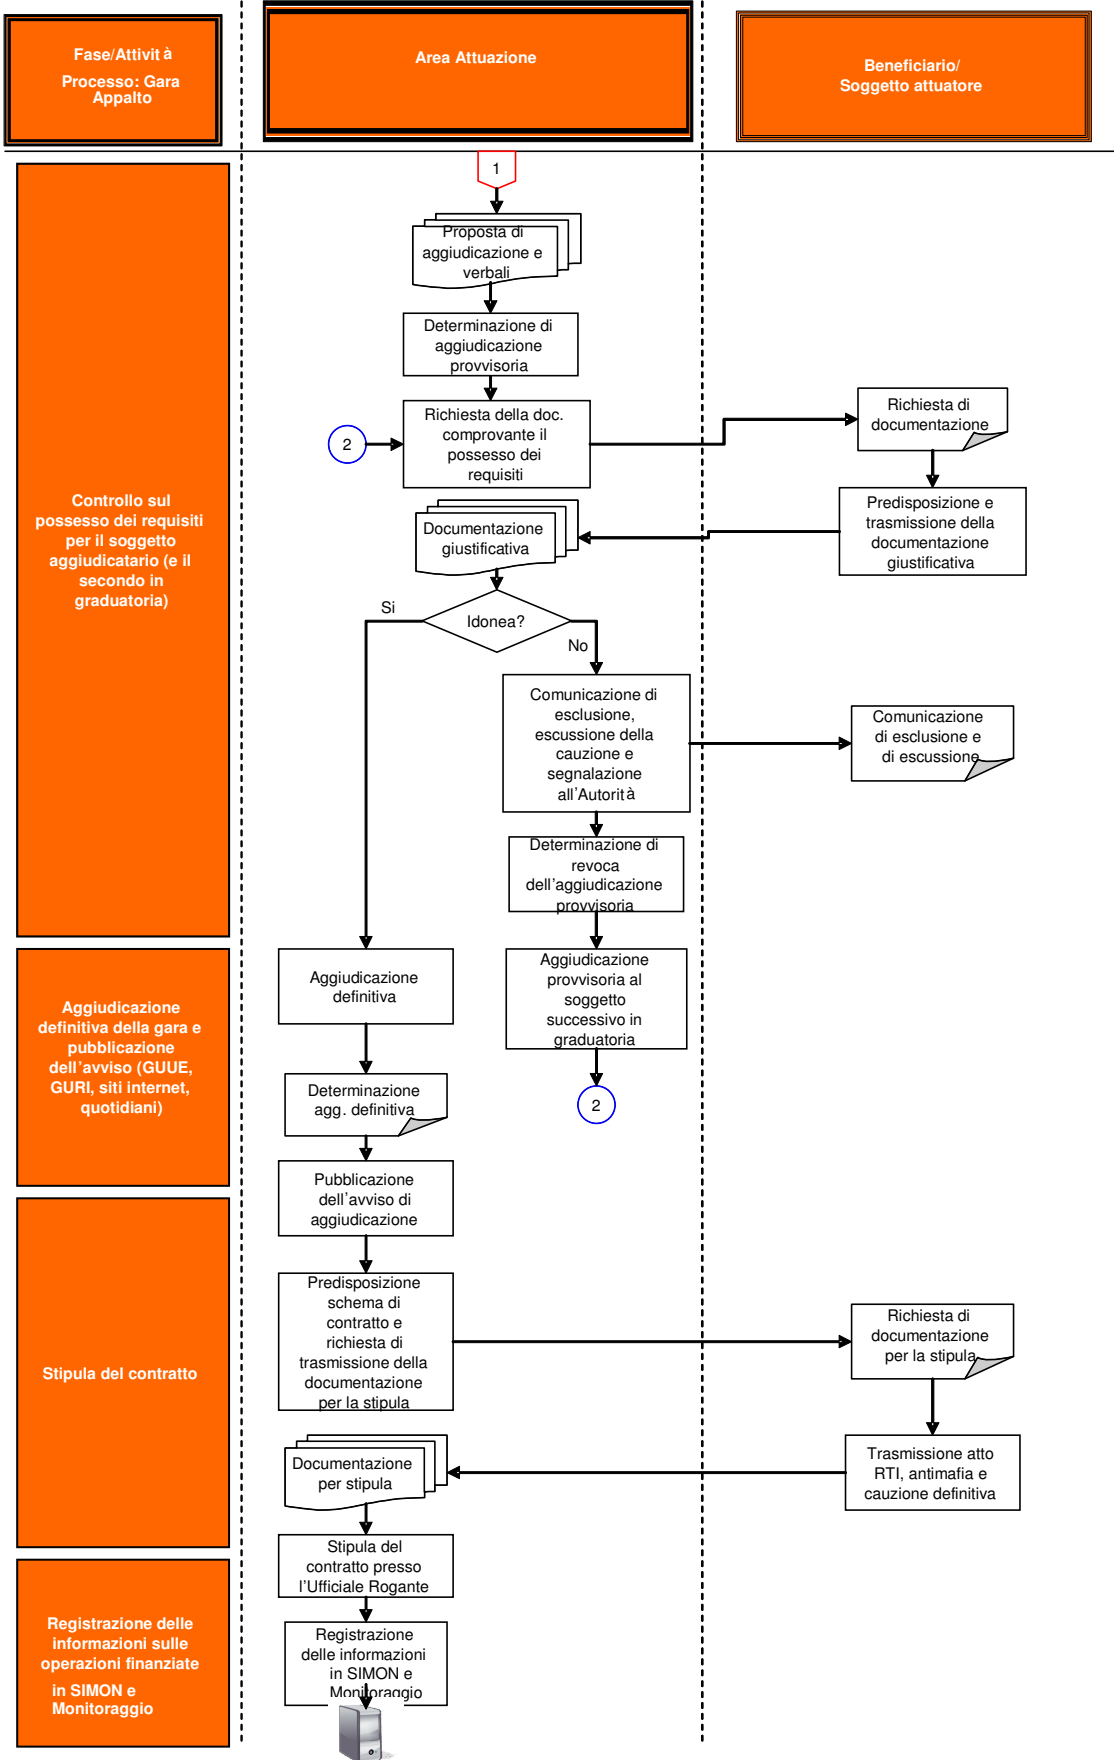 Fase/Attività
Processo: Gara
Appalto
Area Attuazione
Beneficiario/
Soggetto attuatore
1
Proposta di
aggiudicazione e
verbali
Determinazione di
aggiudicazione
provvisoria
Richiesta della doc.
comprovante il
possesso dei
requisiti
2
Richiesta di
documentazione
Predisposizione e
trasmissione della
documentazione
giustificativa
Documentazione
giustificativa
Controllo sul
possesso dei requisiti
per il soggetto
aggiudicatario (e il
secondo in
graduatoria)
Idonea?
Si
No
Comunicazione di
esclusione,
escussione della
cauzione e
segnalazione
all'Autorità
Comunicazione
di esclusione e
di escussione
Determinazione di
revoca
dell'aggiudicazione
provvisoria
Aggiudicazione
definitiva della gara e
pubblicazione
dell'avviso (GUUE,
GURI, siti internet,
quotidiani)
Aggiudicazione
definitiva
Aggiudicazione
provvisoria al
soggetto
successivo in
graduatoria
2
Determinazione
agg. definitiva
Pubblicazione
dell'avviso di
aggiudicazione
Stipula del contratto
Predisposizione
schema di
contratto e
richiesta di
trasmissione della
documentazione
per la stipula
Richiesta di
documentazione
per la stipula
Trasmissione atto
RTI, antimafia e
cauzione definitiva
Documentazione
per stipula
Stipula del
contratto presso
l'Ufficiale Rogante
Registrazione delle
informazioni sulle
operazioni finanziate
in SIMON e
Monitoraggio
Registrazione
delle informazioni
in SIMON e
Monitoraggio